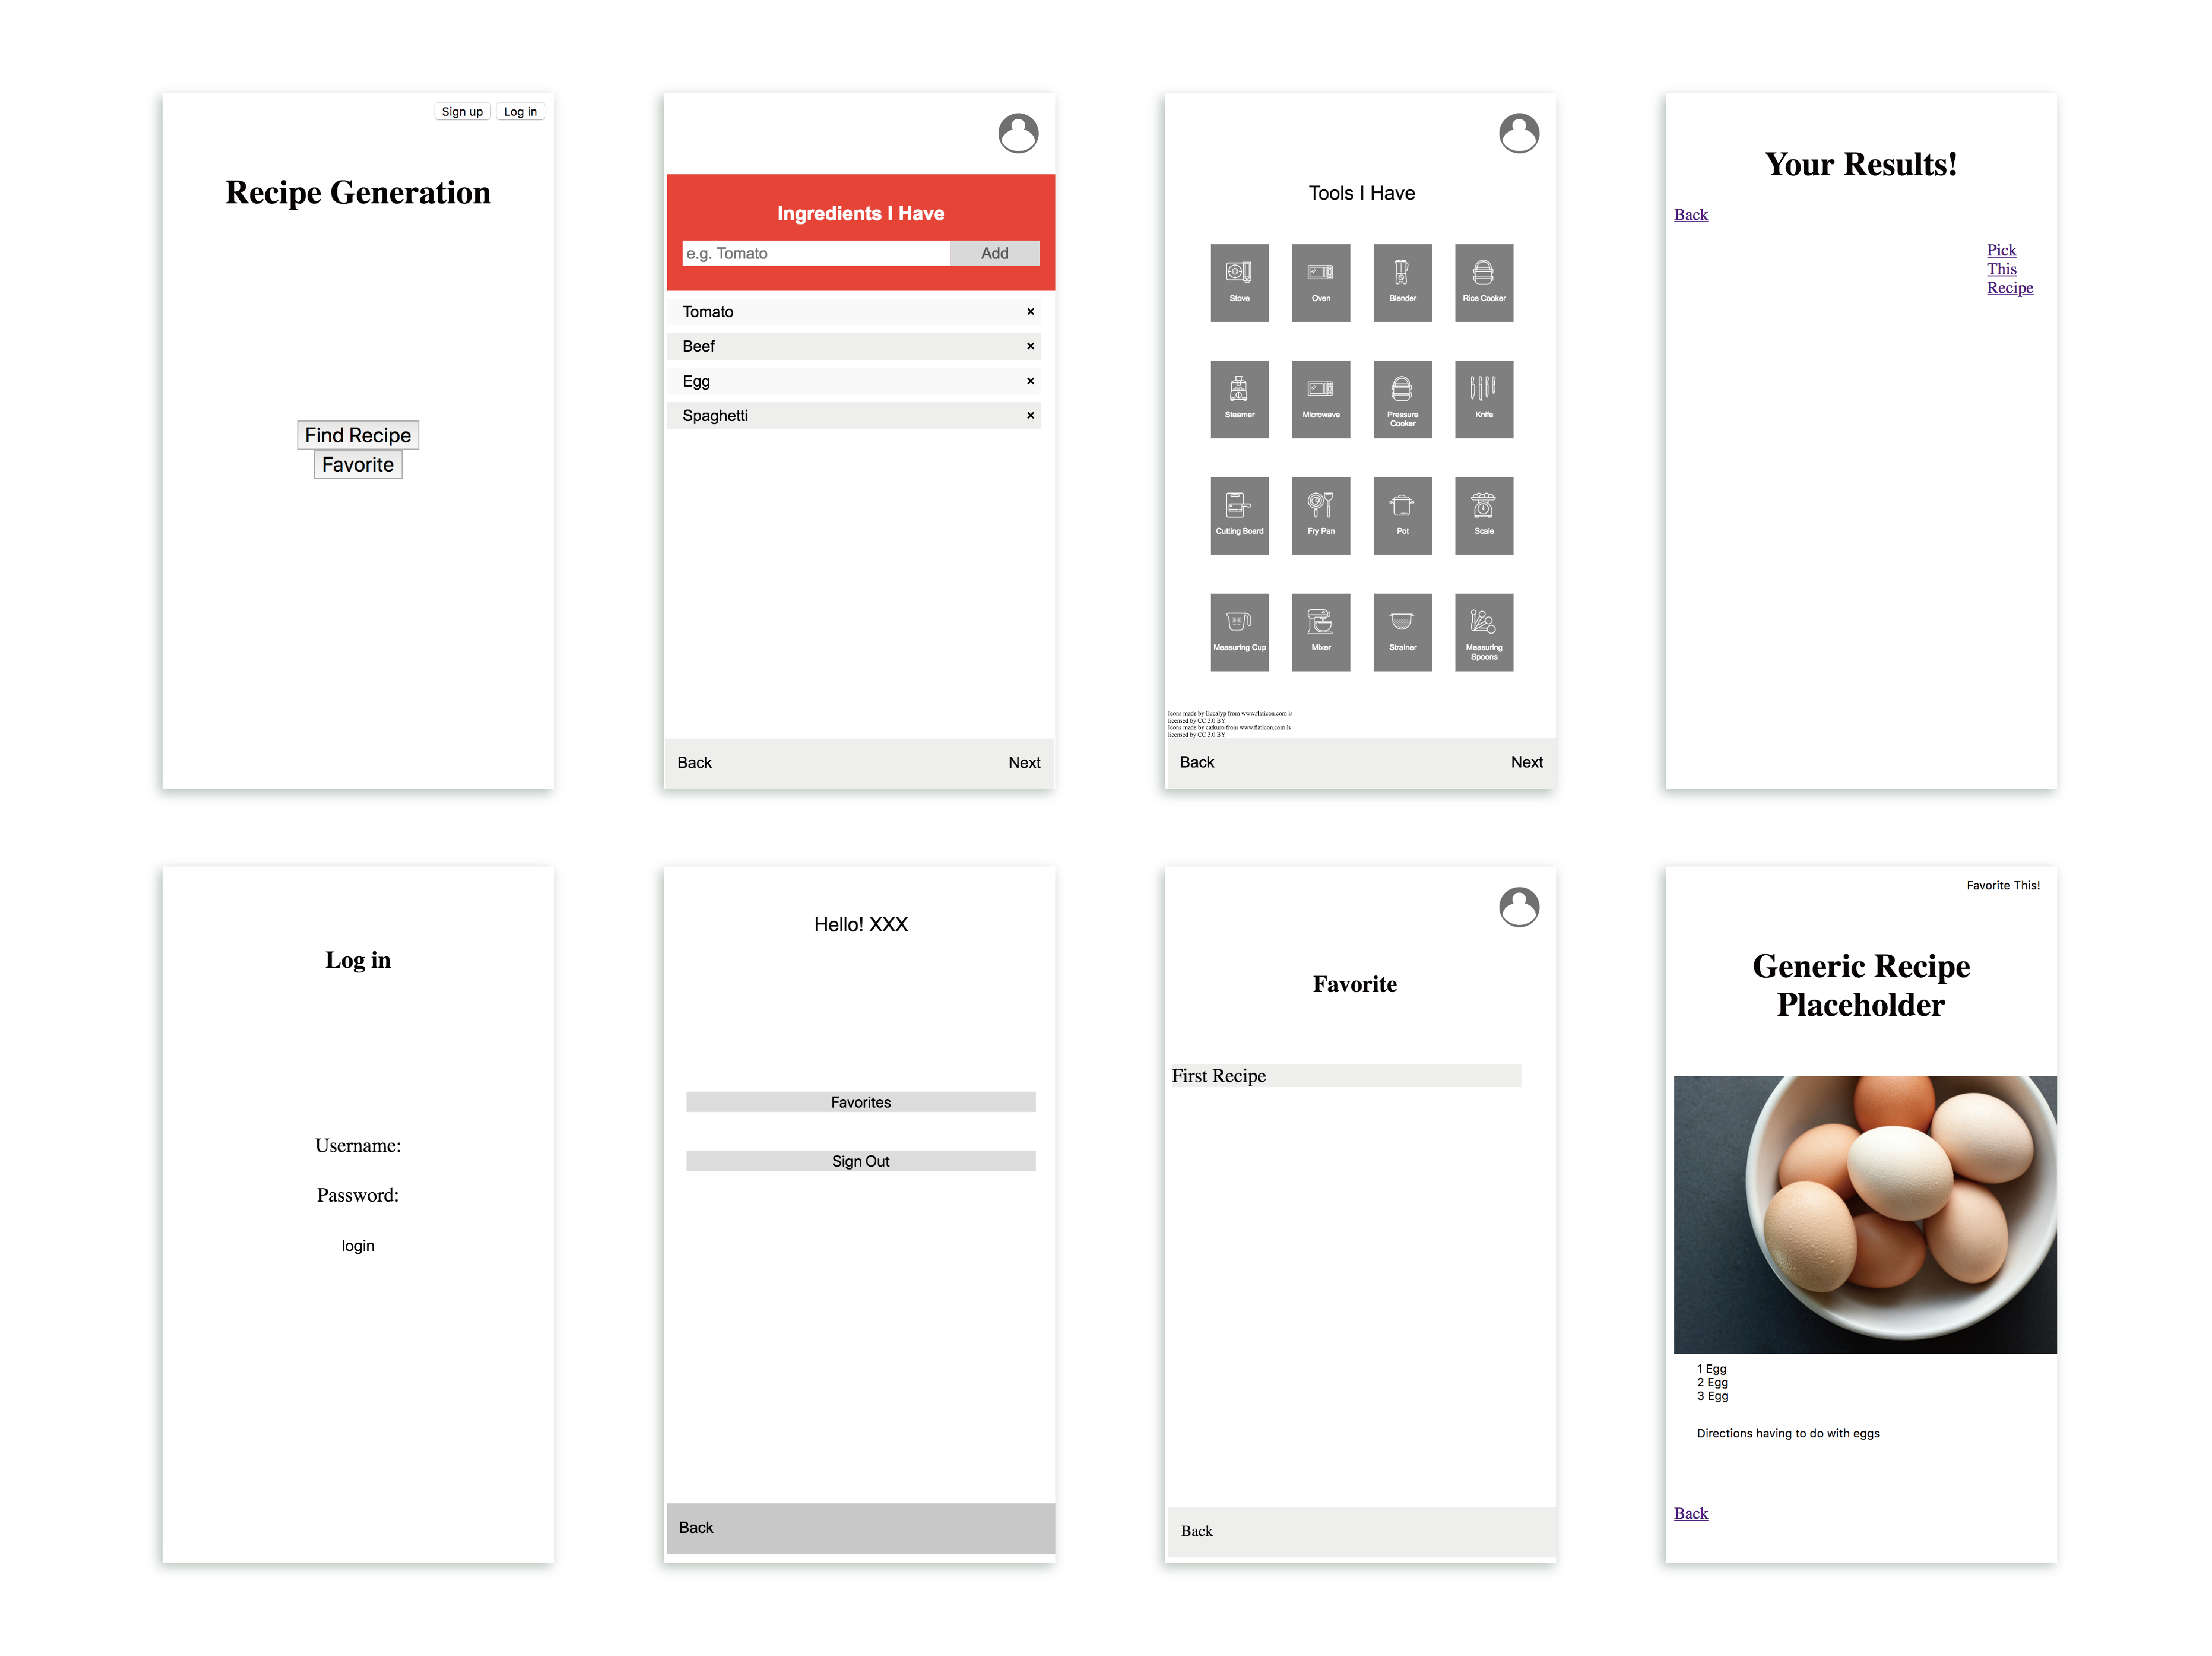 Sign up Log in
Recipe Generation
Find Recipe
Favorite
Ingredients I Have
e.g. Tomato Add
Tomato ×
Beef ×
Egg ×
Spaghetti ×
Back Next
Tools I Have
Stove Oven Blender Rice Cooker
Steamer Microwave Pressure Knife
Cooker
Cutting Board Fry Pan Pot Scale
Measuring Cup Mixer Strainer Measuring
Spoons
Icons made by from www.flaticon.com is
licensed by CC 3.0 BY
Icons made by catkuro from www.flaticon.com is
licensed by CC 3.0 BY
Back Next
Your Results!
Back
Pick
This
Recipe
Log in
Username:
Password:
login
Hello! XXX
Favorites
Sign Out
Back
Favorite
First Recipe
Back
Favorite This!
Generic Recipe
Placeholder
1 Egg
2 Egg
3 Egg
Directions having to do with eggs
Back